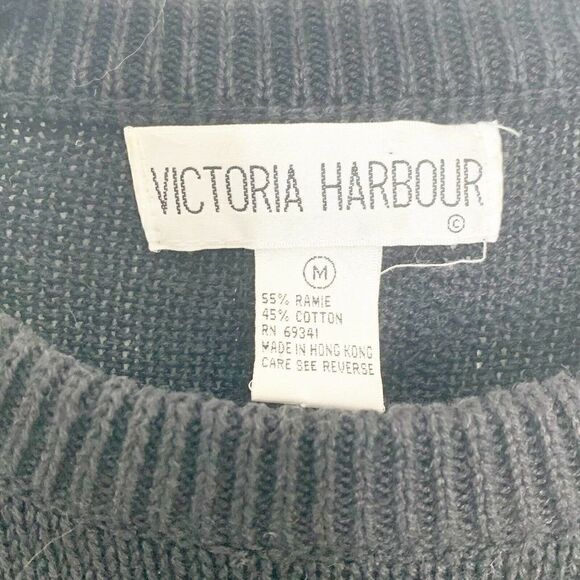 VICTORIA HARBOUR
©
M
55% RAMIE
45% COTTON
RN 69341
MADE IN HONG KONG
CARE SEE REVERSE